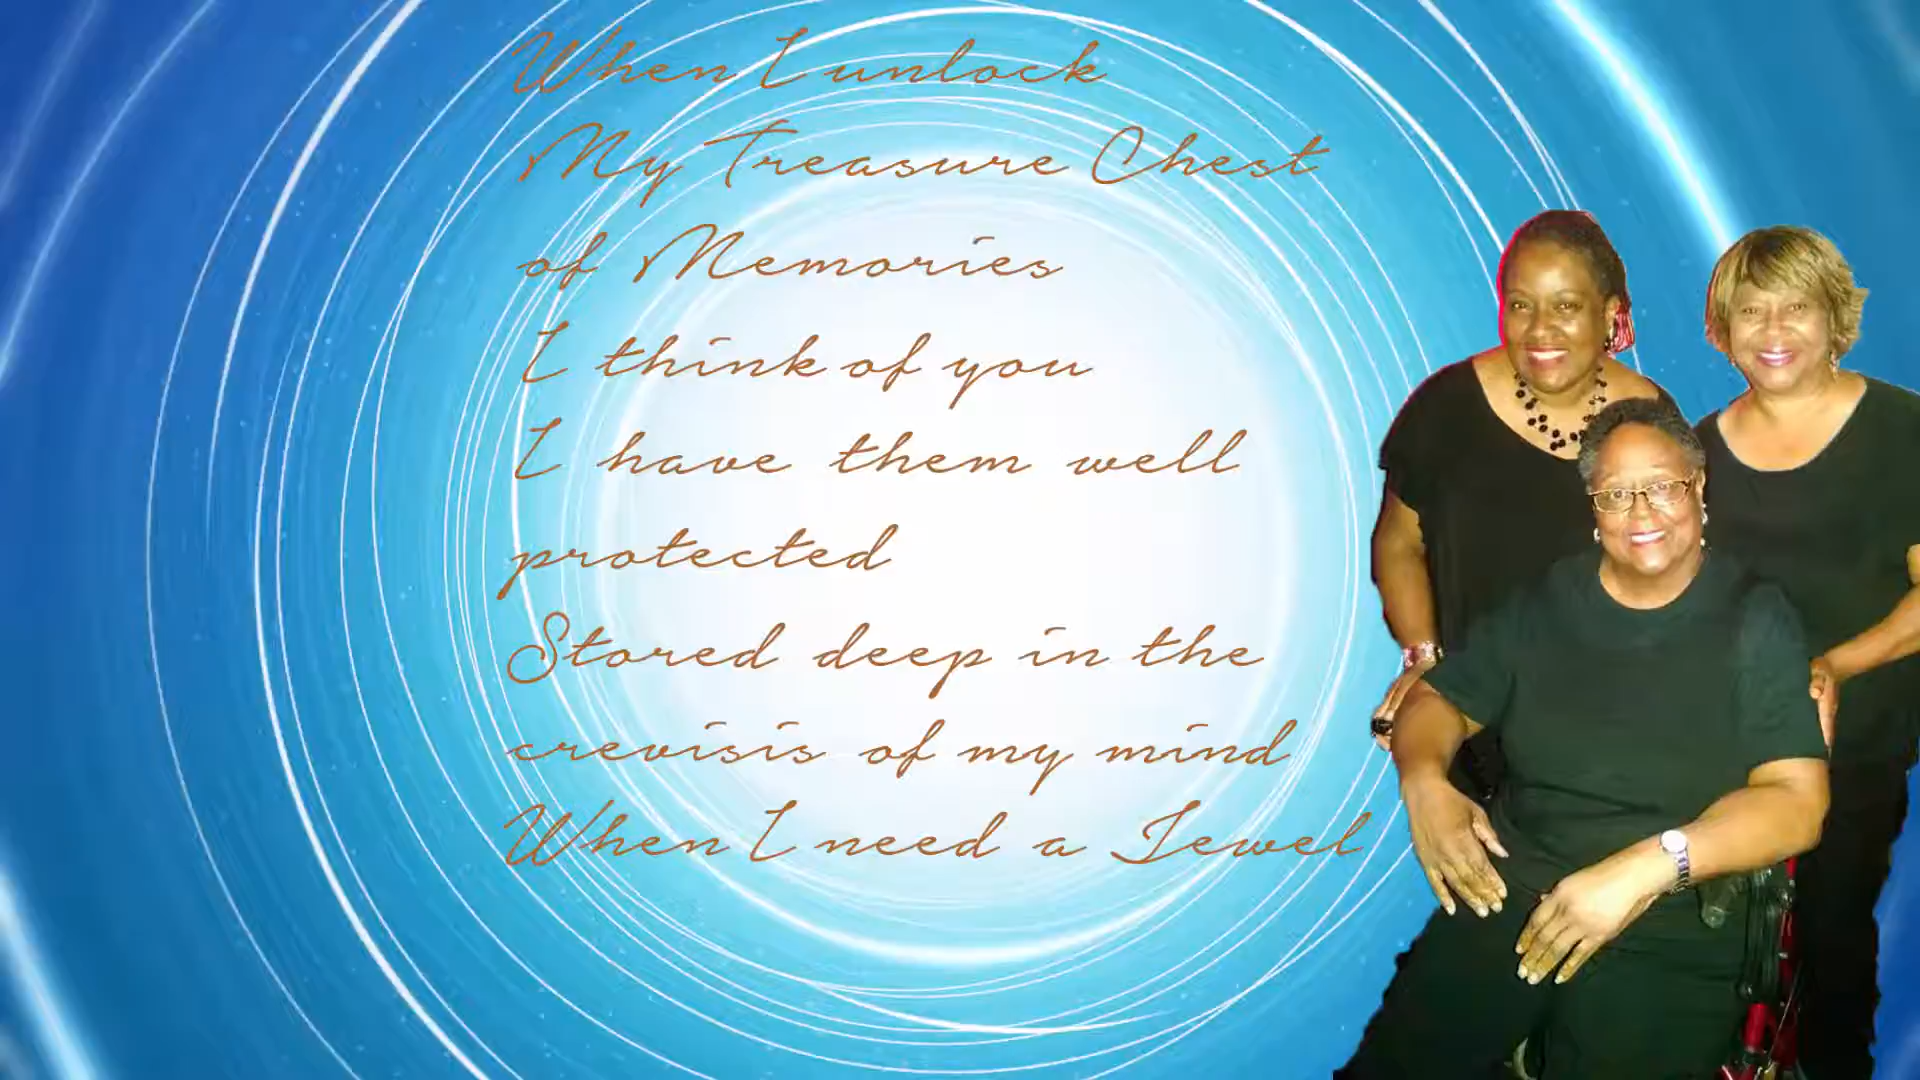 When I unlock
My Treasure Chest
of Memories
I think of you
I have them well
protected
Stored deep in the
crevisis of my mind
When I need a Jewel